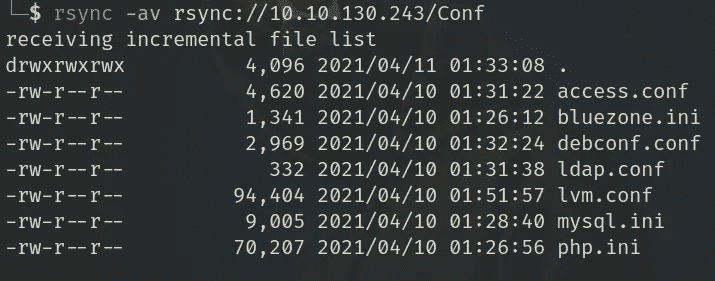 └─$ rsync -av rsync://10.10.130.243/Conf
receiving incremental file list
drwxrwxrwx          4,096 2021/04/11 01:33:08 .
-rw-r--r--          4,620 2021/04/10 01:31:22 access.conf
-rw-r--r--          1,341 2021/04/10 01:26:12 bluezone.ini
-rw-r--r--          2,969 2021/04/10 01:32:24 debconf.conf
-rw-r--r--            332 2021/04/10 01:31:38 ldap.conf
-rw-r--r--         94,404 2021/04/10 01:51:57 lvm.conf
-rw-r--r--          9,005 2021/04/10 01:28:40 mysql.ini
-rw-r--r--         70,207 2021/04/10 01:26:56 php.ini